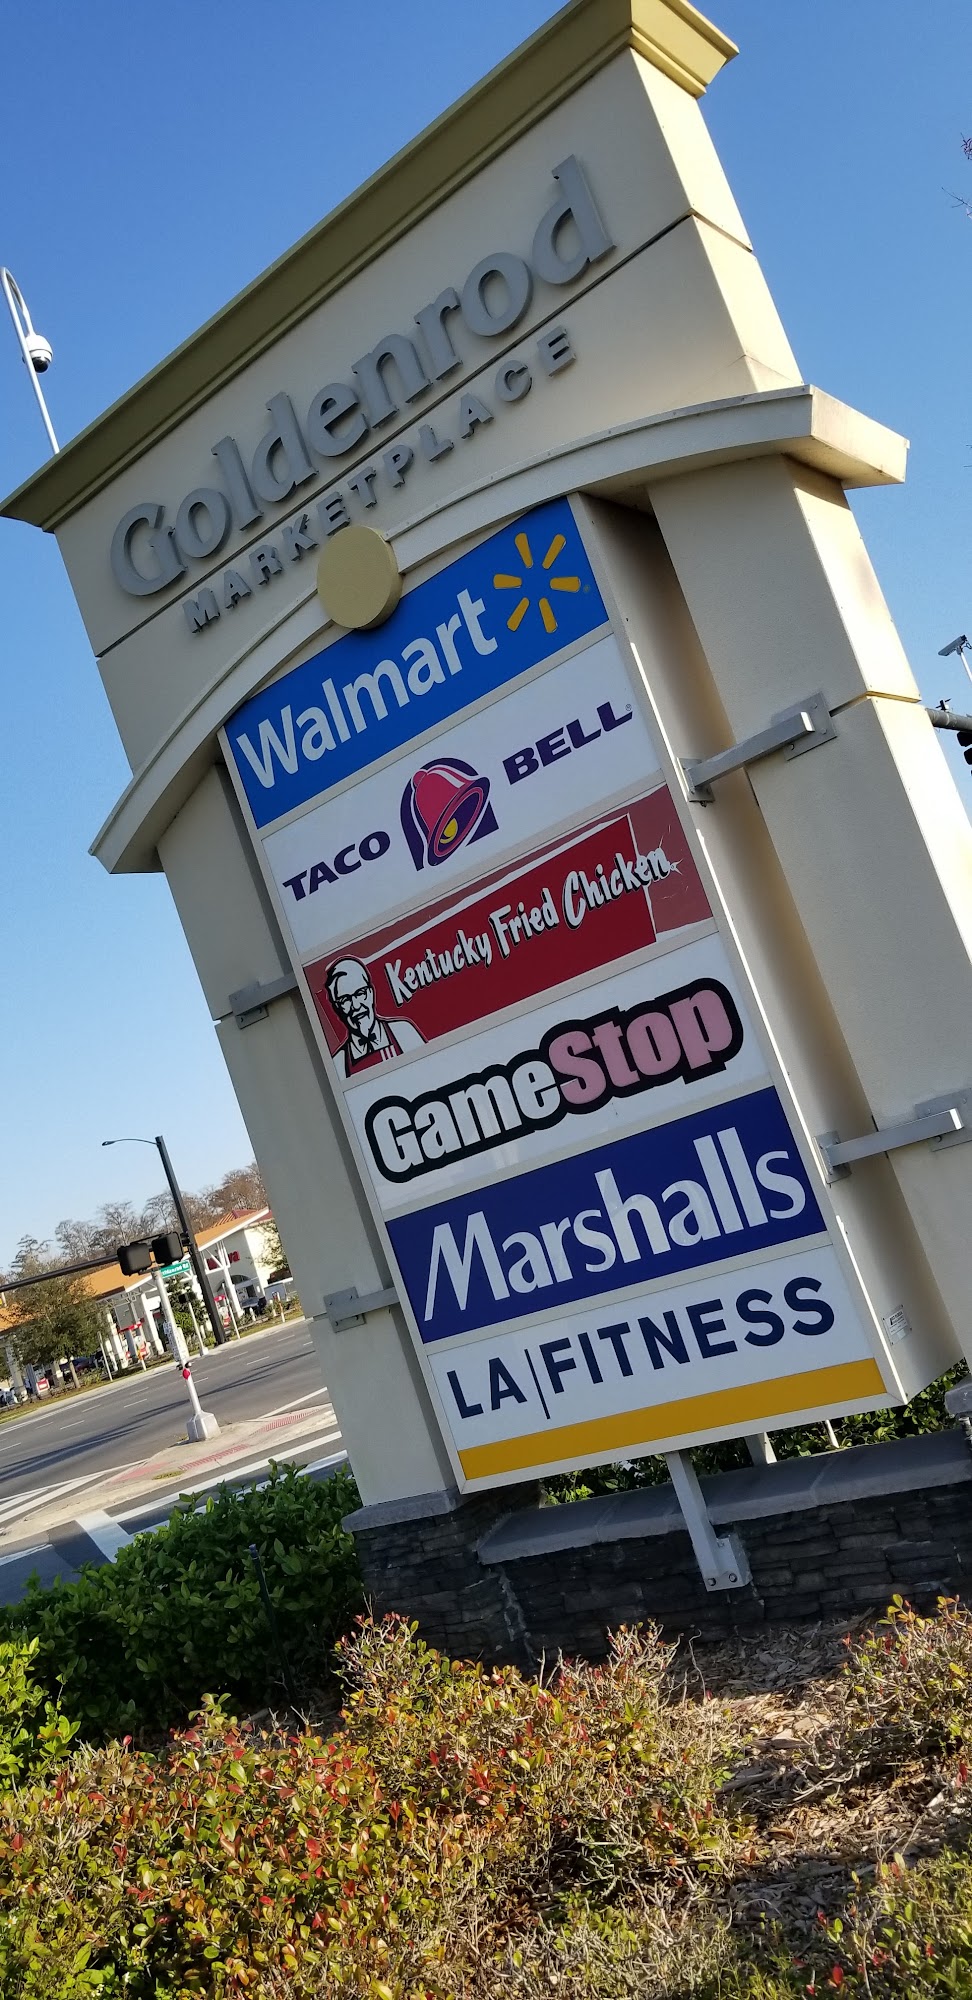 Goldenrod
MARKETPLACE
Walmart
TACO BELL
Kentucky Fried Chicken
GameStop
Marshalls
LA|FITNESS